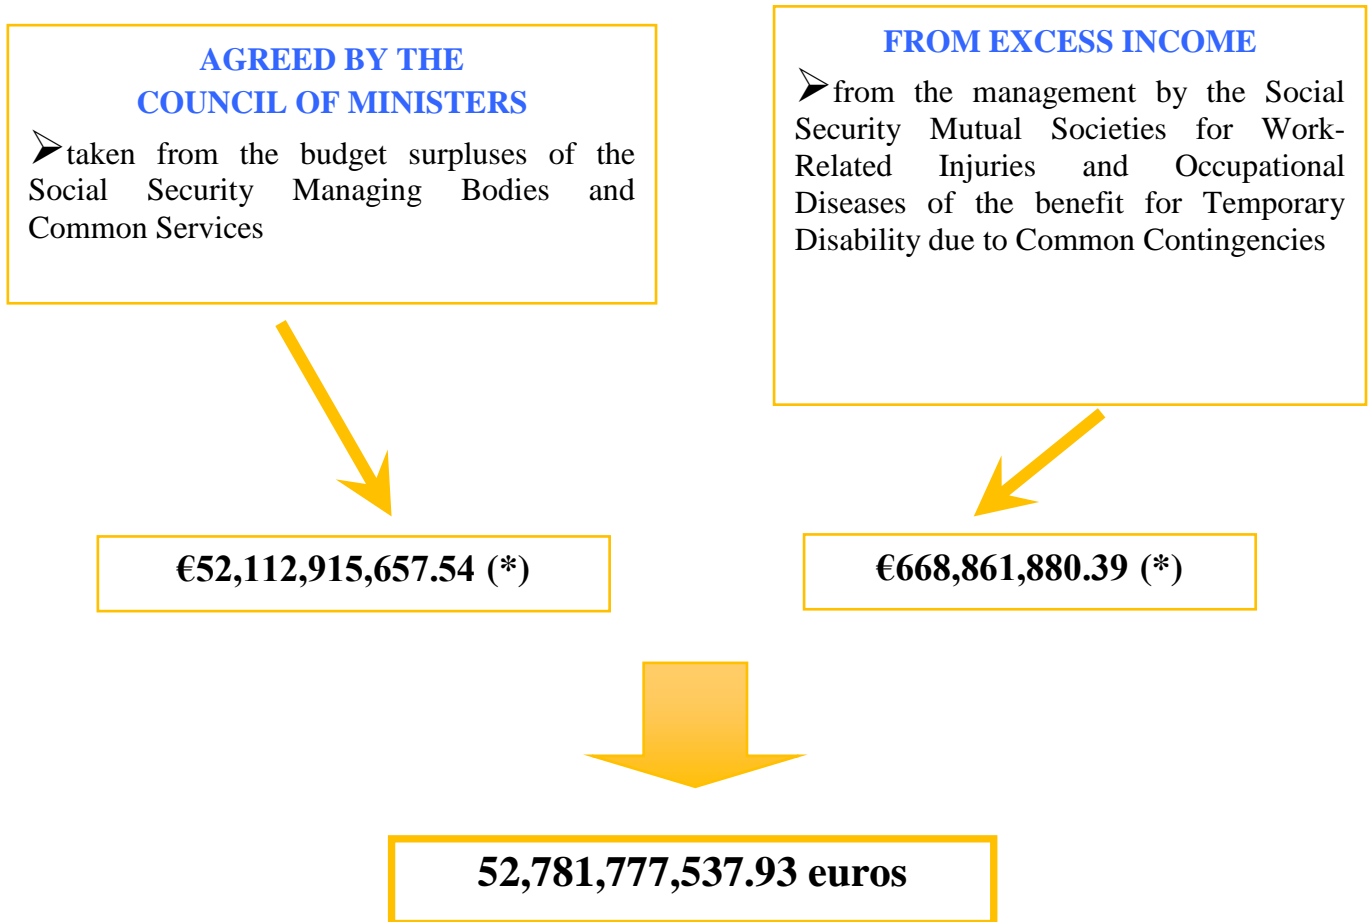 AGREED BY THE
COUNCIL OF MINISTERS
➢taken from the budget surpluses of the
Social Security Managing Bodies and
Common Services
FROM EXCESS INCOME
➢from the management by the Social
Security Mutual Societies for Work-
Related Injuries and Occupational
Diseases of the benefit for Temporary
Disability due to Common Contingencies
€52,112,915,657.54 (*)
€668,861,880.39 (*)
52,781,777,537.93 euros